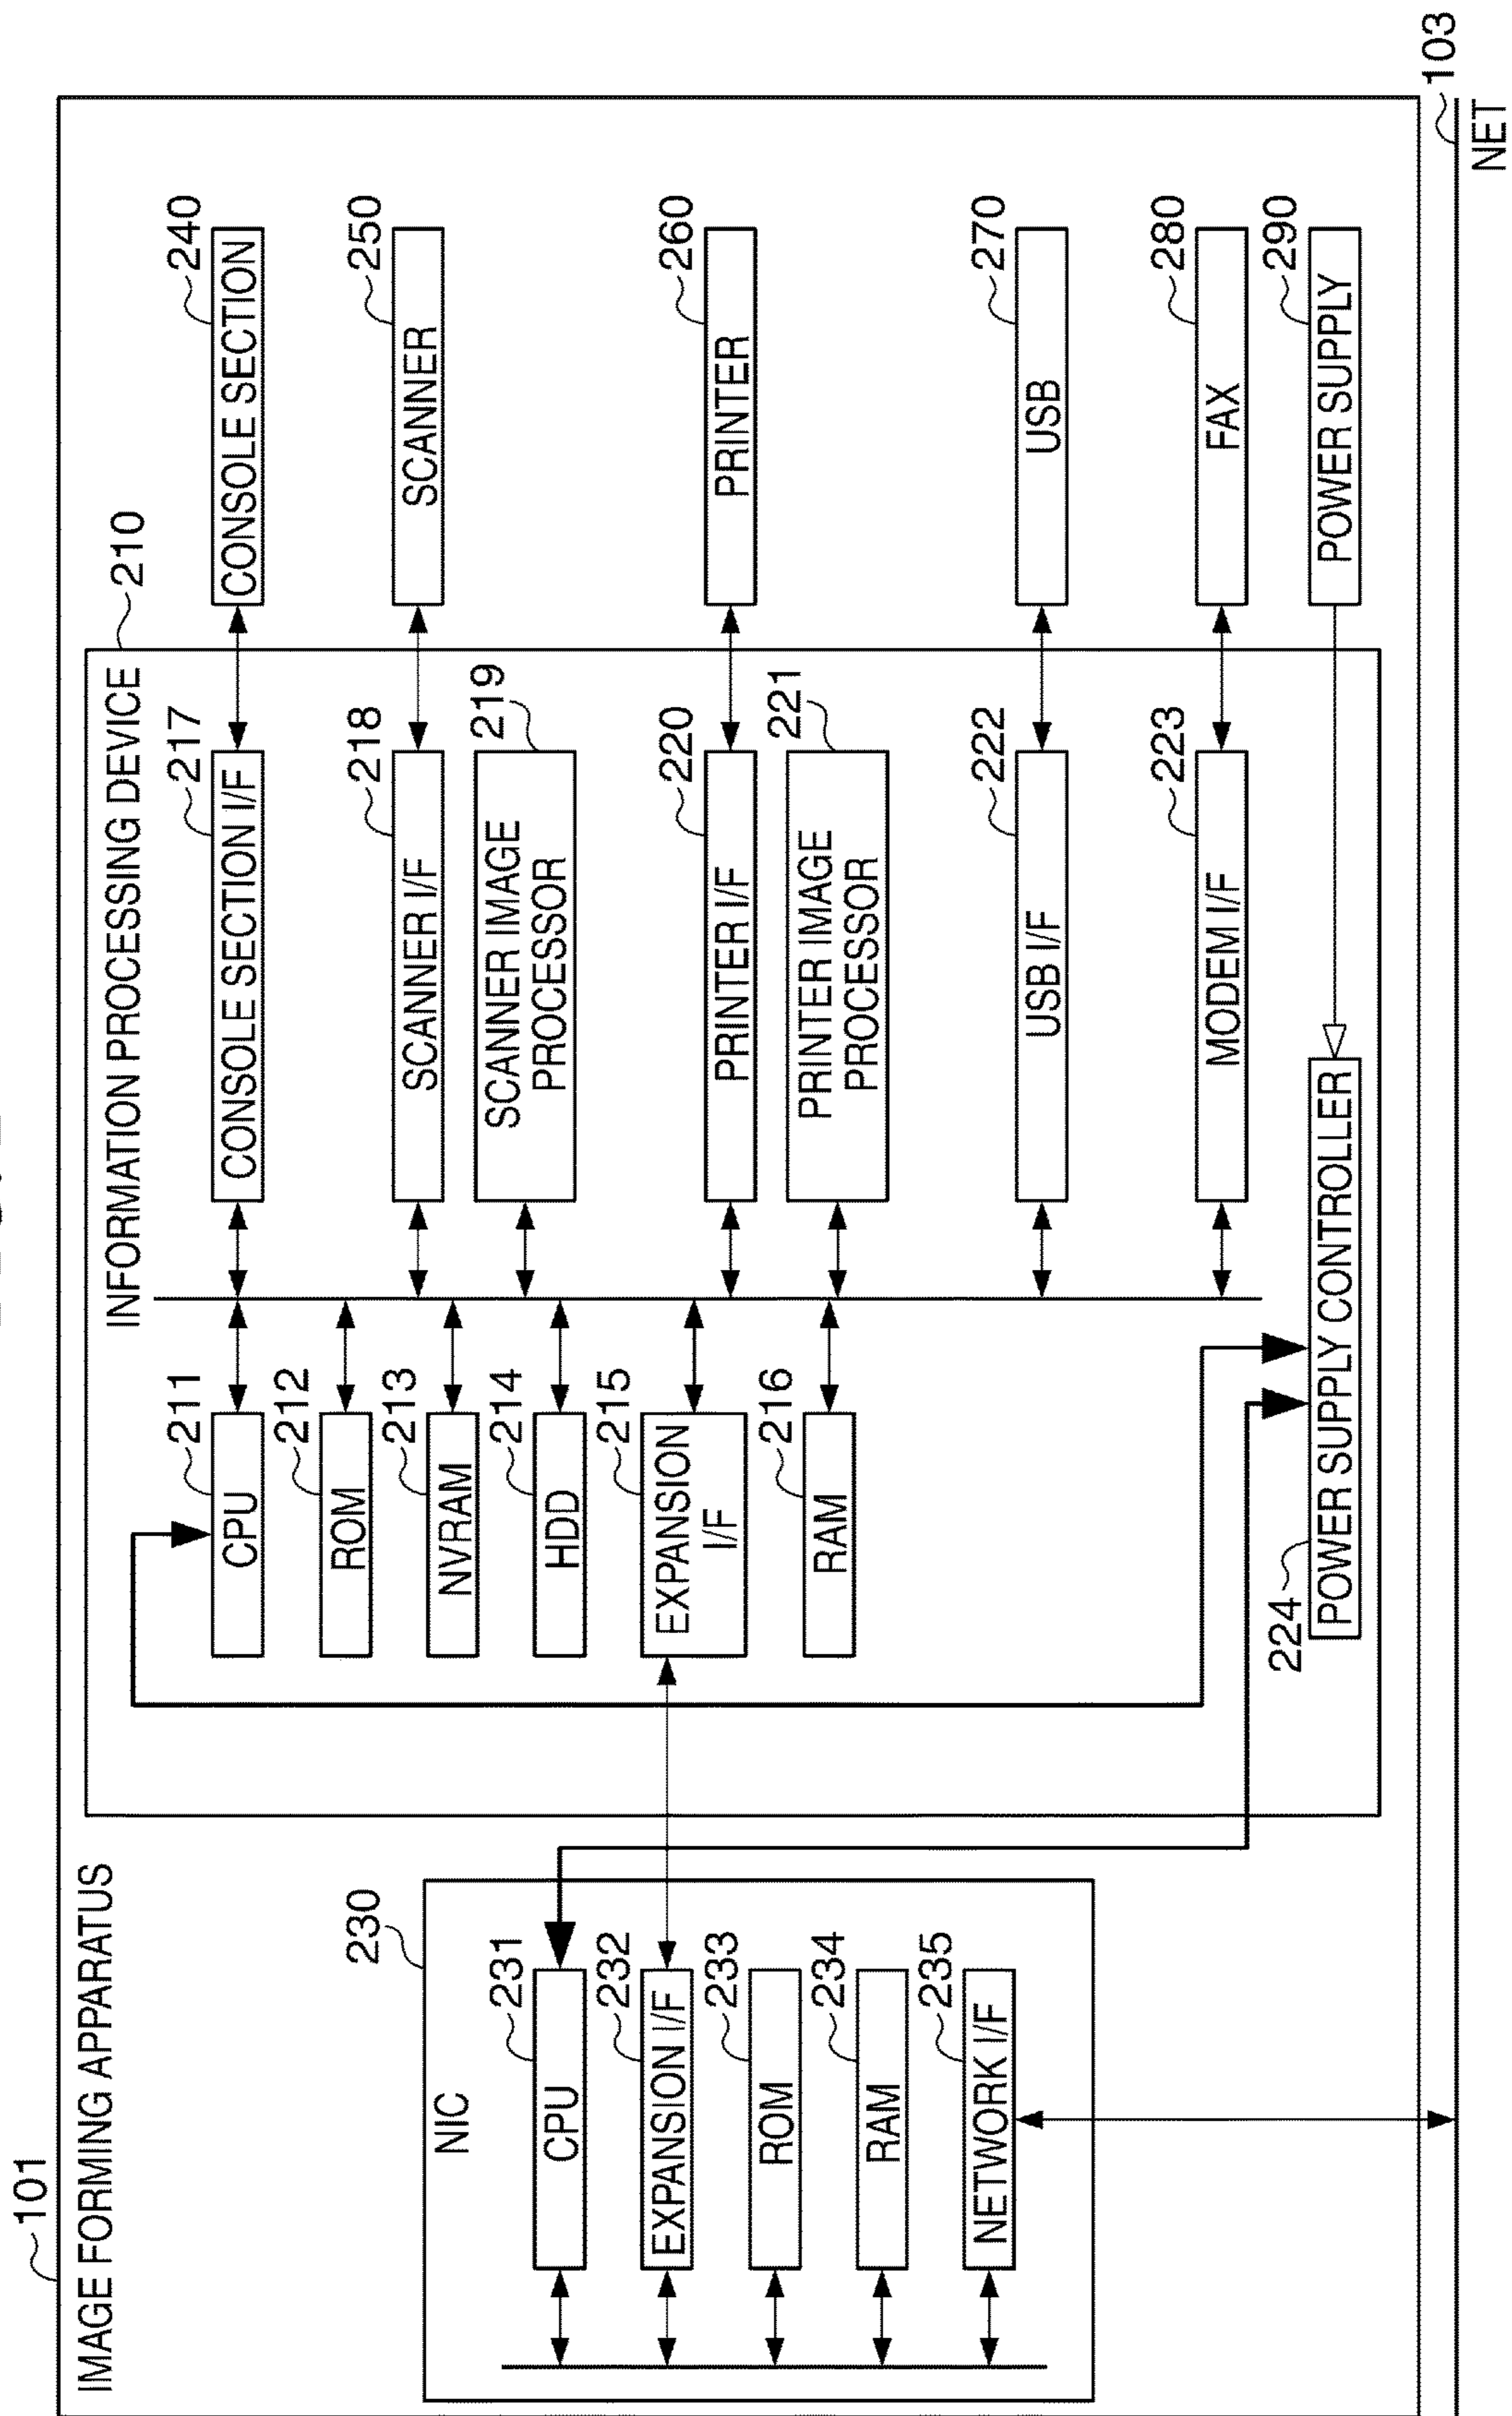 101
IMAGE FORMING APPARATUS
230
NIC
231
CPU
232
EXPANSION I/F
233
ROM
234
RAM
235
NETWORK I/F
210
INFORMATION PROCESSING DEVICE
211
CPU
212
ROM
213
NVRAM
214
HDD
215
EXPANSION
I/F
216
RAM
217
CONSOLE SECTION I/F
218
SCANNER I/F
219
SCANNER IMAGE
PROCESSOR
220
PRINTER I/F
221
PRINTER IMAGE
PROCESSOR
222
USB I/F
223
MODEM I/F
224
POWER SUPPLY CONTROLLER
240
CONSOLE SECTION
250
SCANNER
260
PRINTER
270
USB
280
FAX
290
POWER SUPPLY
103
NET